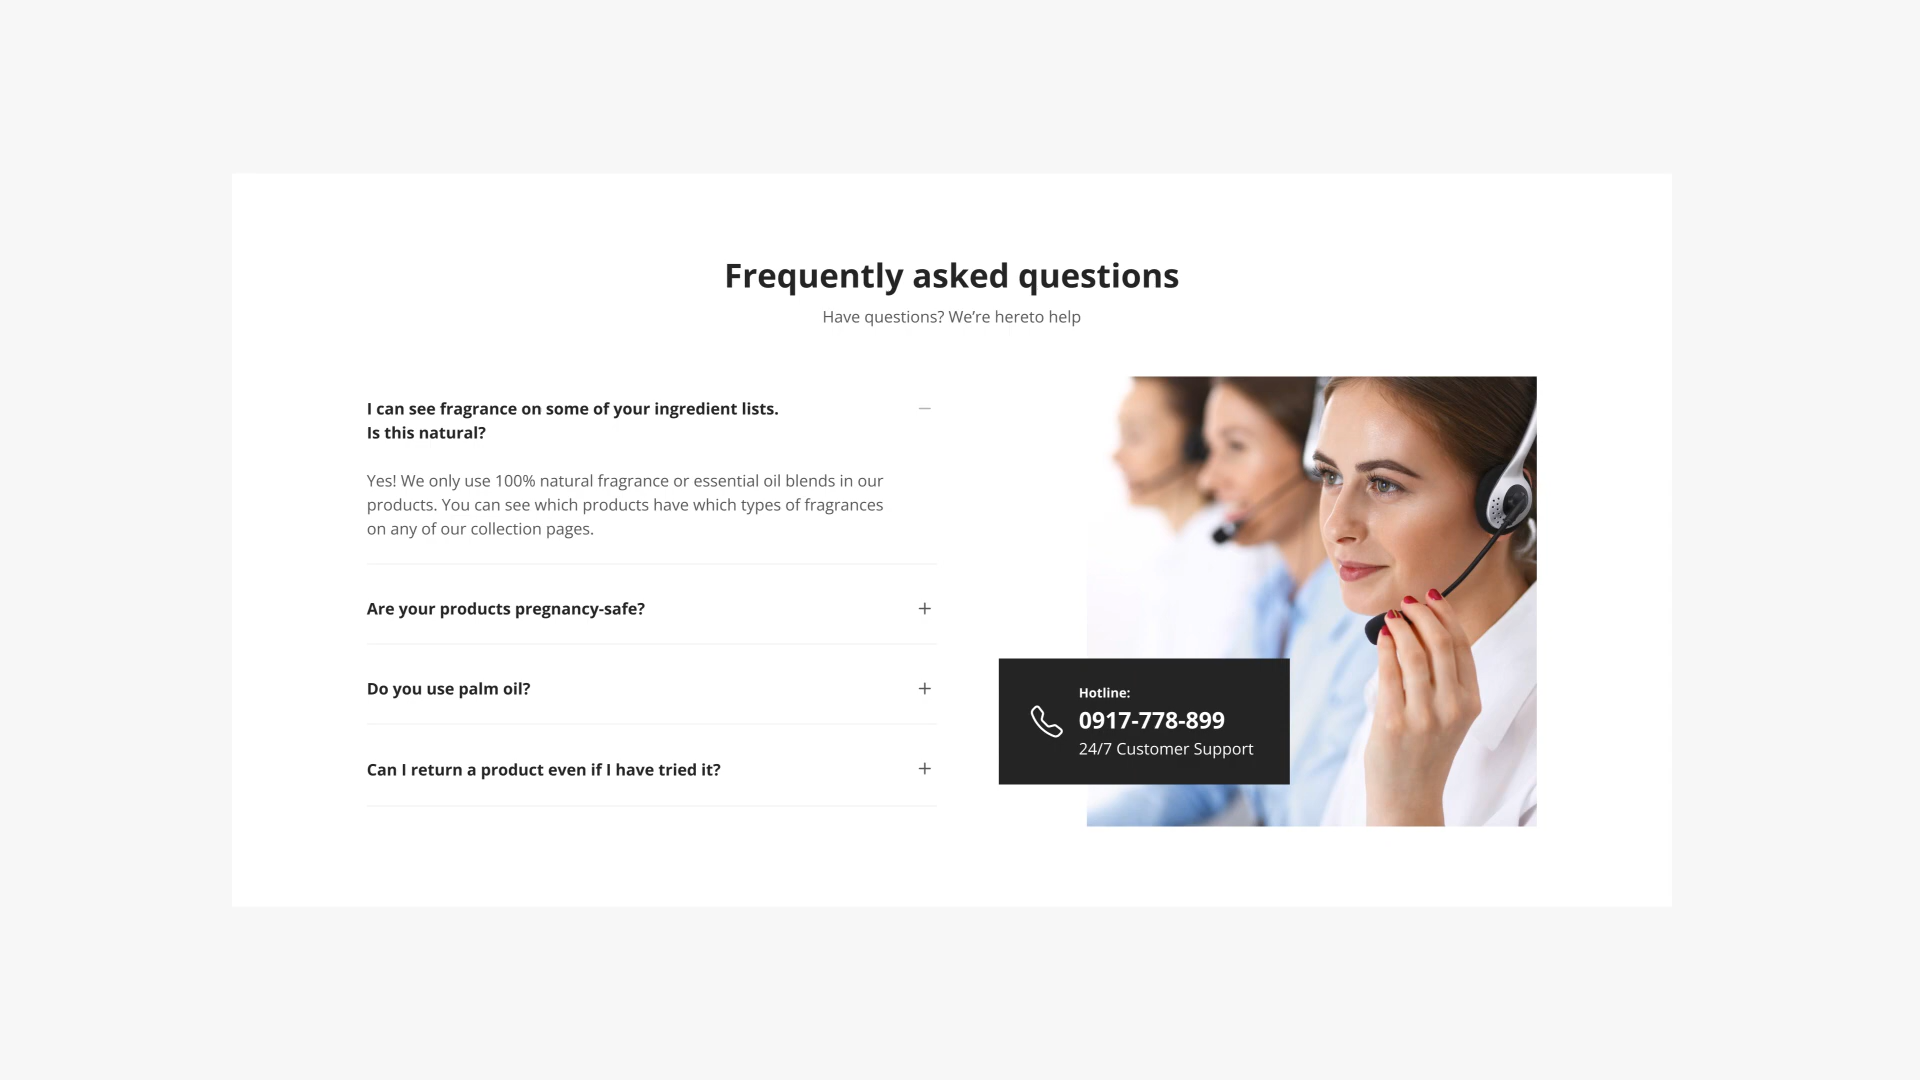 Frequently asked questions
Have questions? We’re hereto help
I can see fragrance on some of your ingredient lists.
Is this natural?
Yes! We only use 100% natural fragrance or essential oil blends in our
products. You can see which products have which types of fragrances
on any of our collection pages.
Are your products pregnancy-safe?
Do you use palm oil?
Can I return a product even if I have tried it?
Hotline:
0917-778-899
24/7 Customer Support